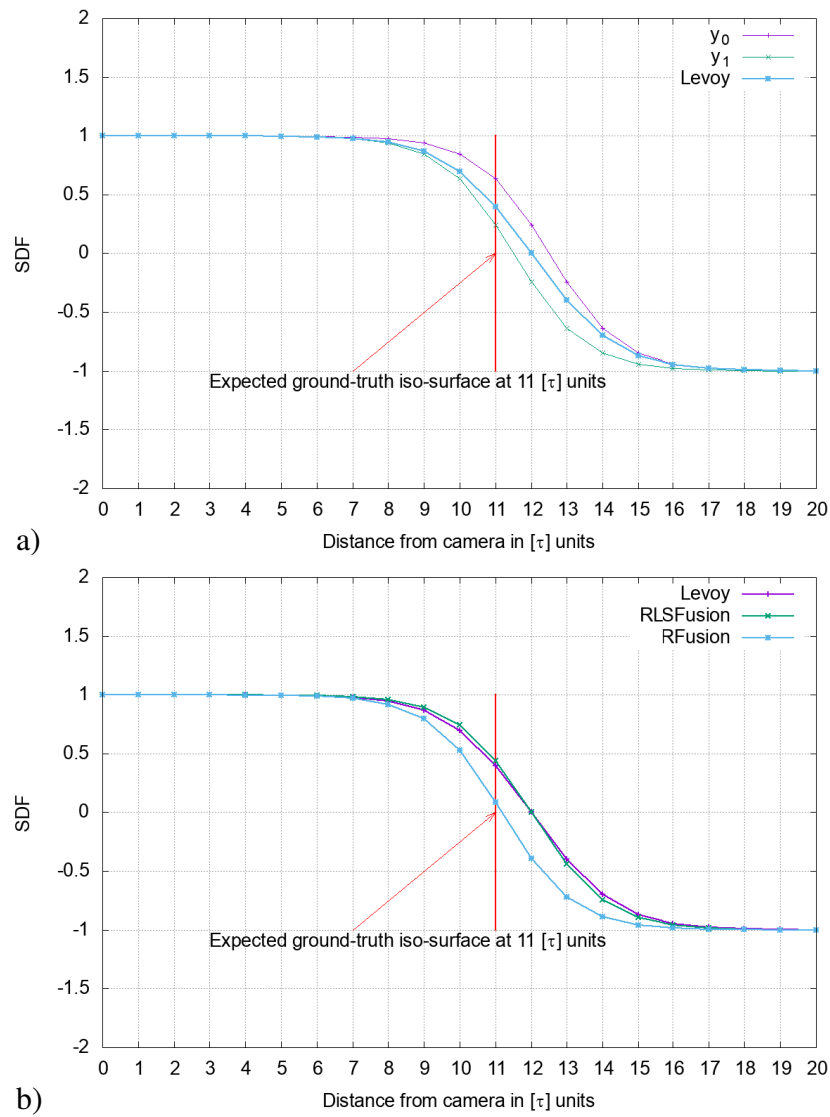 2
1.5
1
0.5
0
-0.5
-1
-1.5
-2
SDF
y0
y1
Levoy
Expected ground-truth iso-surface at 11 [τ] units
0 1 2 3 4 5 6 7 8 9 10 11 12 13 14 15 16 17 18 19 20
Distance from camera in [τ] units
a)
2
1.5
1
0.5
0
-0.5
-1
-1.5
-2
SDF
Levoy
RLSFusion
RFusion
Expected ground-truth iso-surface at 11 [τ] units
0 1 2 3 4 5 6 7 8 9 10 11 12 13 14 15 16 17 18 19 20
Distance from camera in [τ] units
b)